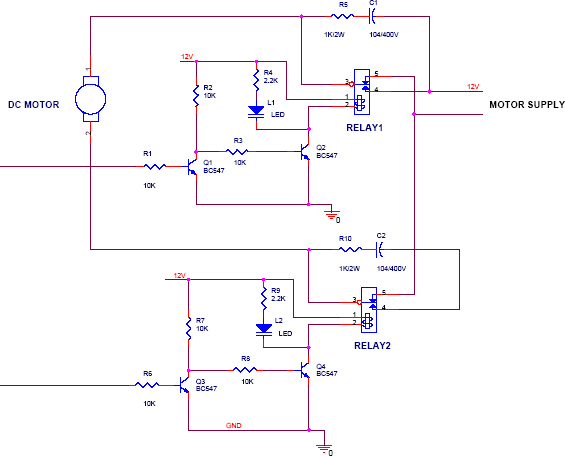 R5
C1
1K/2W
104/400V
12V
R4
2.2K
R2
10K
1
5
3
4
12V
DC MOTOR
L1
LED
1
2
MOTOR SUPPLY
2
RELAY1
R3
10K
Q2
BC547
R1
10K
Q1
BC547
0
R10
C2
1K/2W
104/400V
12V
R9
2.2K
5
3
4
R7
10K
L2
LED
1
2
RELAY2
R8
10K
Q4
BC547
R6
10K
Q3
BC547
GND
0